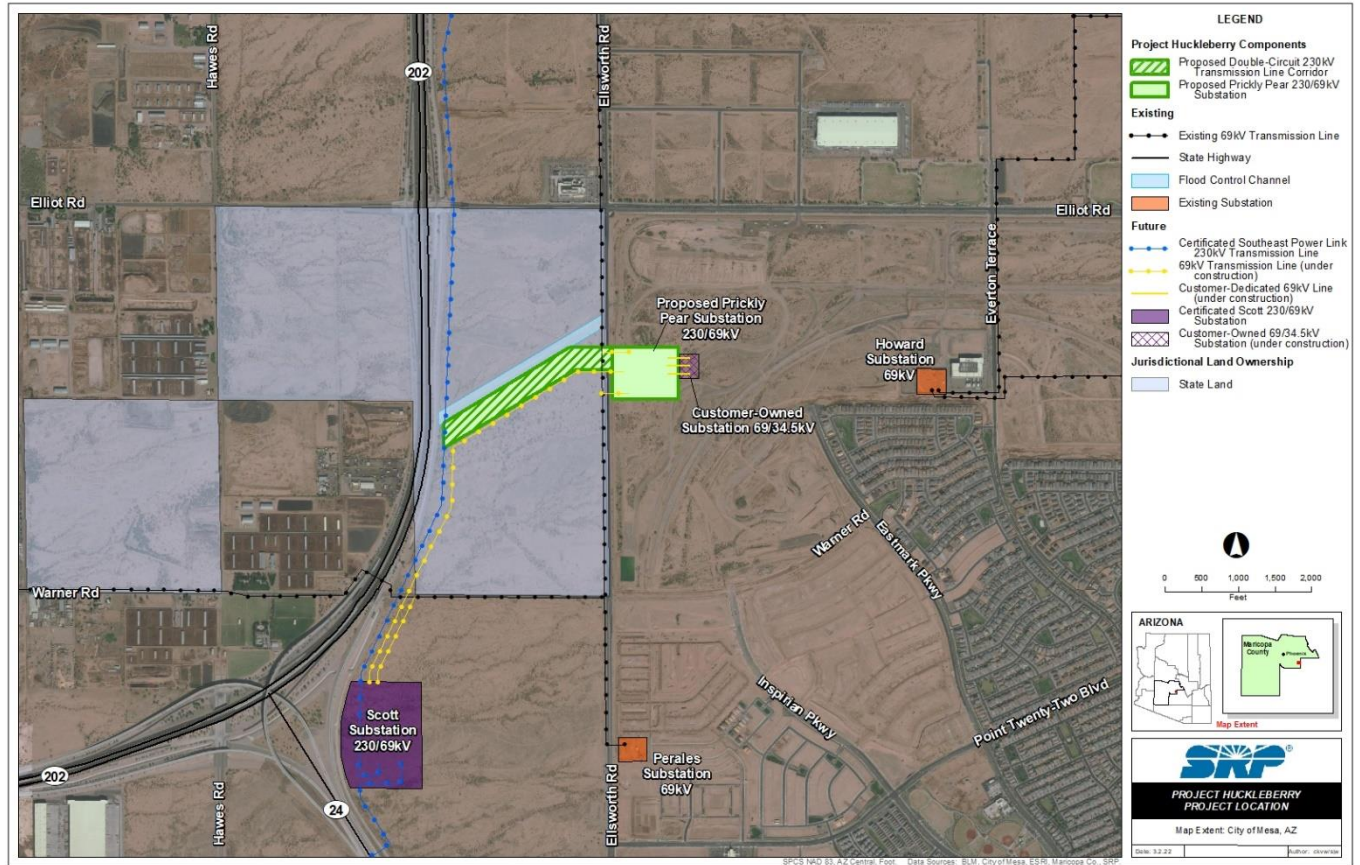 Hawes Rd
202
Ellsworth Rd
Elliot Rd
Elliot Rd
Everton Terrace
Proposed Prickly
Pear Substation
230/69kV
Howard
Substation
69kV
Customer-Owned
Substation 69/34.5kV
Warner Rd
Eastmark Pkwy
Warner Rd
Scott
Substation
230/69kV
Inspirian Pkwy
Point Twenty-Two Blvd
Perales
Substation
69kV
202
Hawes Rd
24
Ellsworth Rd
LEGEND
Project Huckleberry Components
Proposed Double-Circuit 230kV
Transmission Line Corridor
Proposed Prickly Pear 230/69kV
Substation
Existing
Existing 69kV Transmission Line
State Highway
Flood Control Channel
Existing Substation
Future
Certificated Southeast Power Link
230kV Transmission Line
69kV Transmission Line (under
construction)
Customer-Dedicated 69kV Line
(under construction)
Certificated Scott 230/69kV
Substation
Customer-Owned 69/34.5kV
Substation (under construction)
Jurisdictional Land Ownership
State Land
0 500 1,000 1,500 2,000
Feet
ARIZONA
Maricopa
County
Phoenix
Map Extent
SRP®
PROJECT HUCKLEBERRY
PROJECT LOCATION
Map Extent: City of Mesa, AZ
Date: 3.2.22
Author:
SPCS NAD 83, AZ Central, Foot. Data Sources: BLM, City of Mesa, ESRI, Maricopa Co., SRP